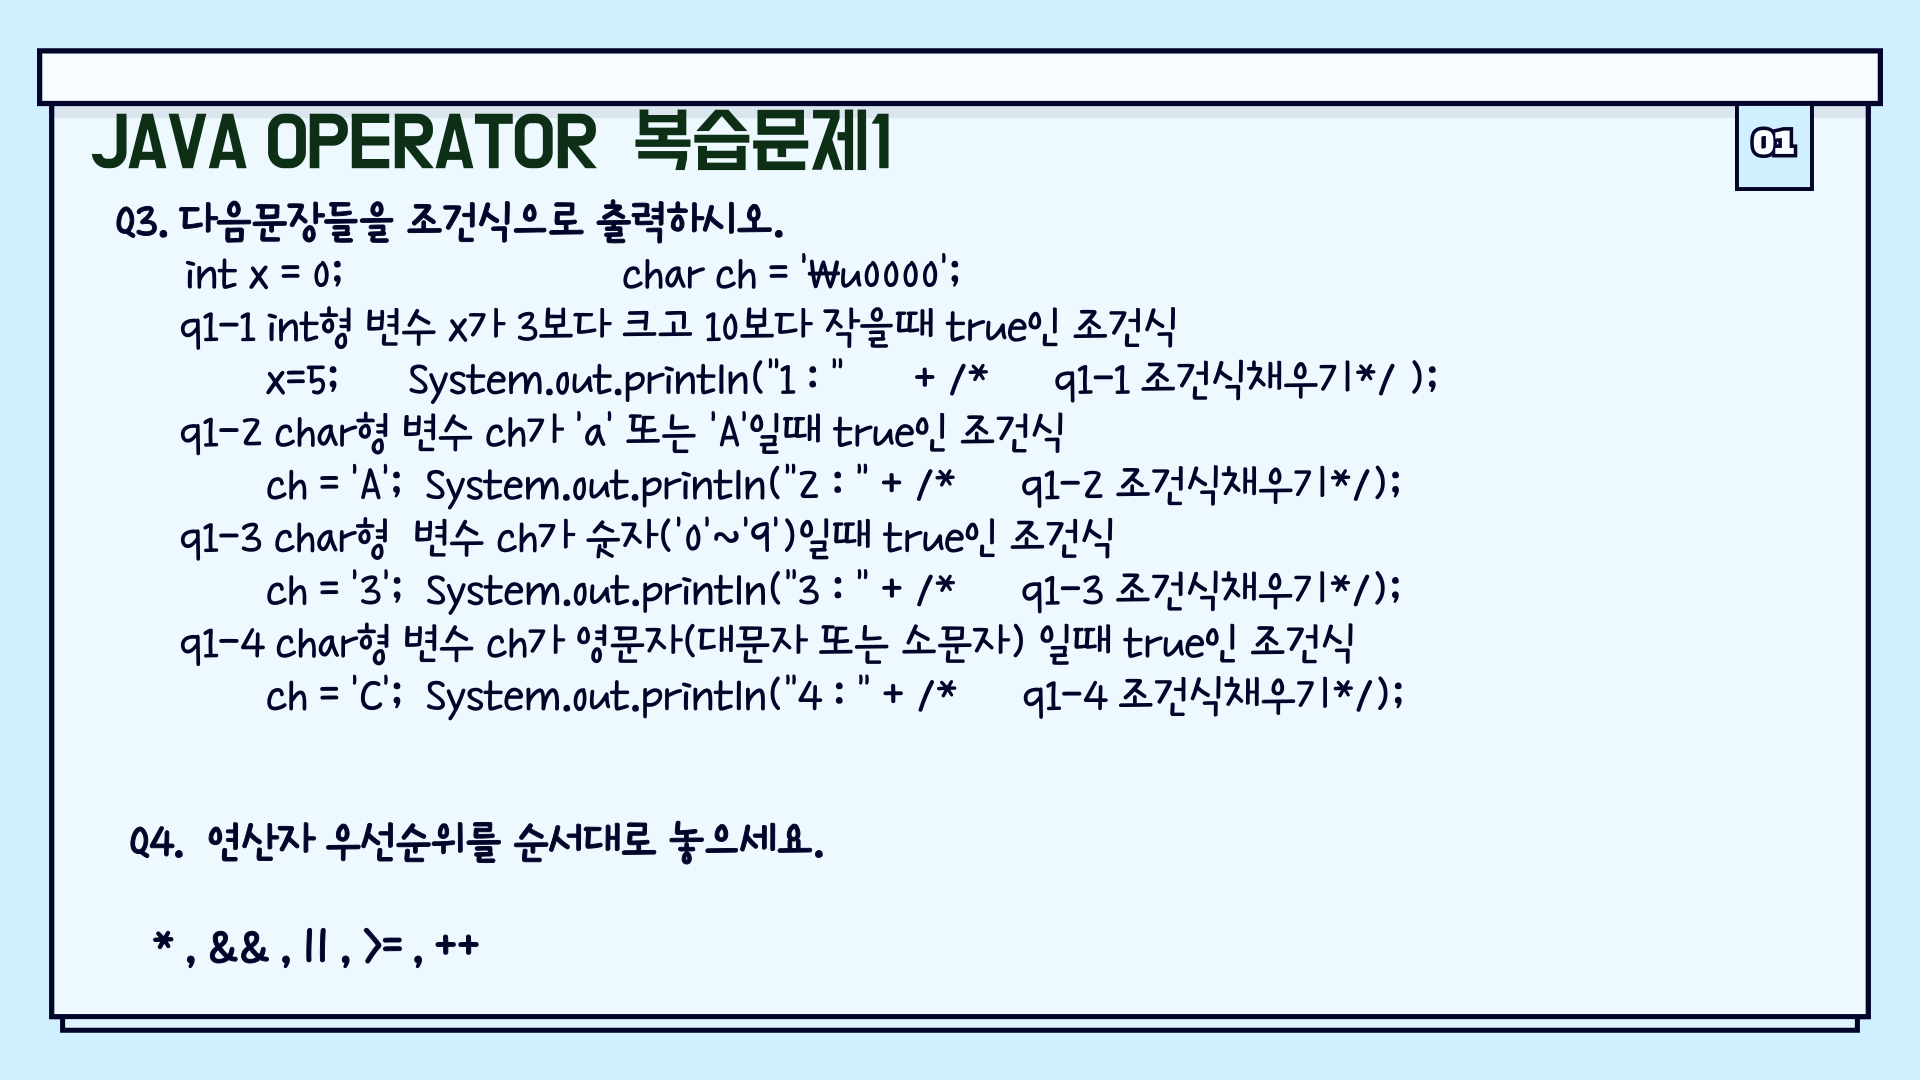 JAVA OPERATOR 복습문제1
01
Q3. 다음문장들을 조건식으로 출력하시오.
int x = 0; char ch = '₩u0000';
q1-1 int형 변수 x가 3보다 크고 10보다 작을때 true인 조건식
x=5; System.out.println("1 : " + /* q1-1 조건식채우기*/ );
q1-2 char형 변수 ch가 'a' 또는 'A'일때 true인 조건식
ch = 'A'; System.out.println("2 : " + /* q1-2 조건식채우기*/);
q1-3 char형 변수 ch가 숫자('0'~'9')일때 true인 조건식
ch = '3'; System.out.println("3 : " + /* q1-3 조건식채우기*/);
q1-4 char형 변수 ch가 영문자(대문자 또는 소문자) 일때 true인 조건식
ch = 'C'; System.out.println("4 : " + /* q1-4 조건식채우기*/);
Q4. 연산자 우선순위를 순서대로 놓으세요.
* , && , || , >= , ++